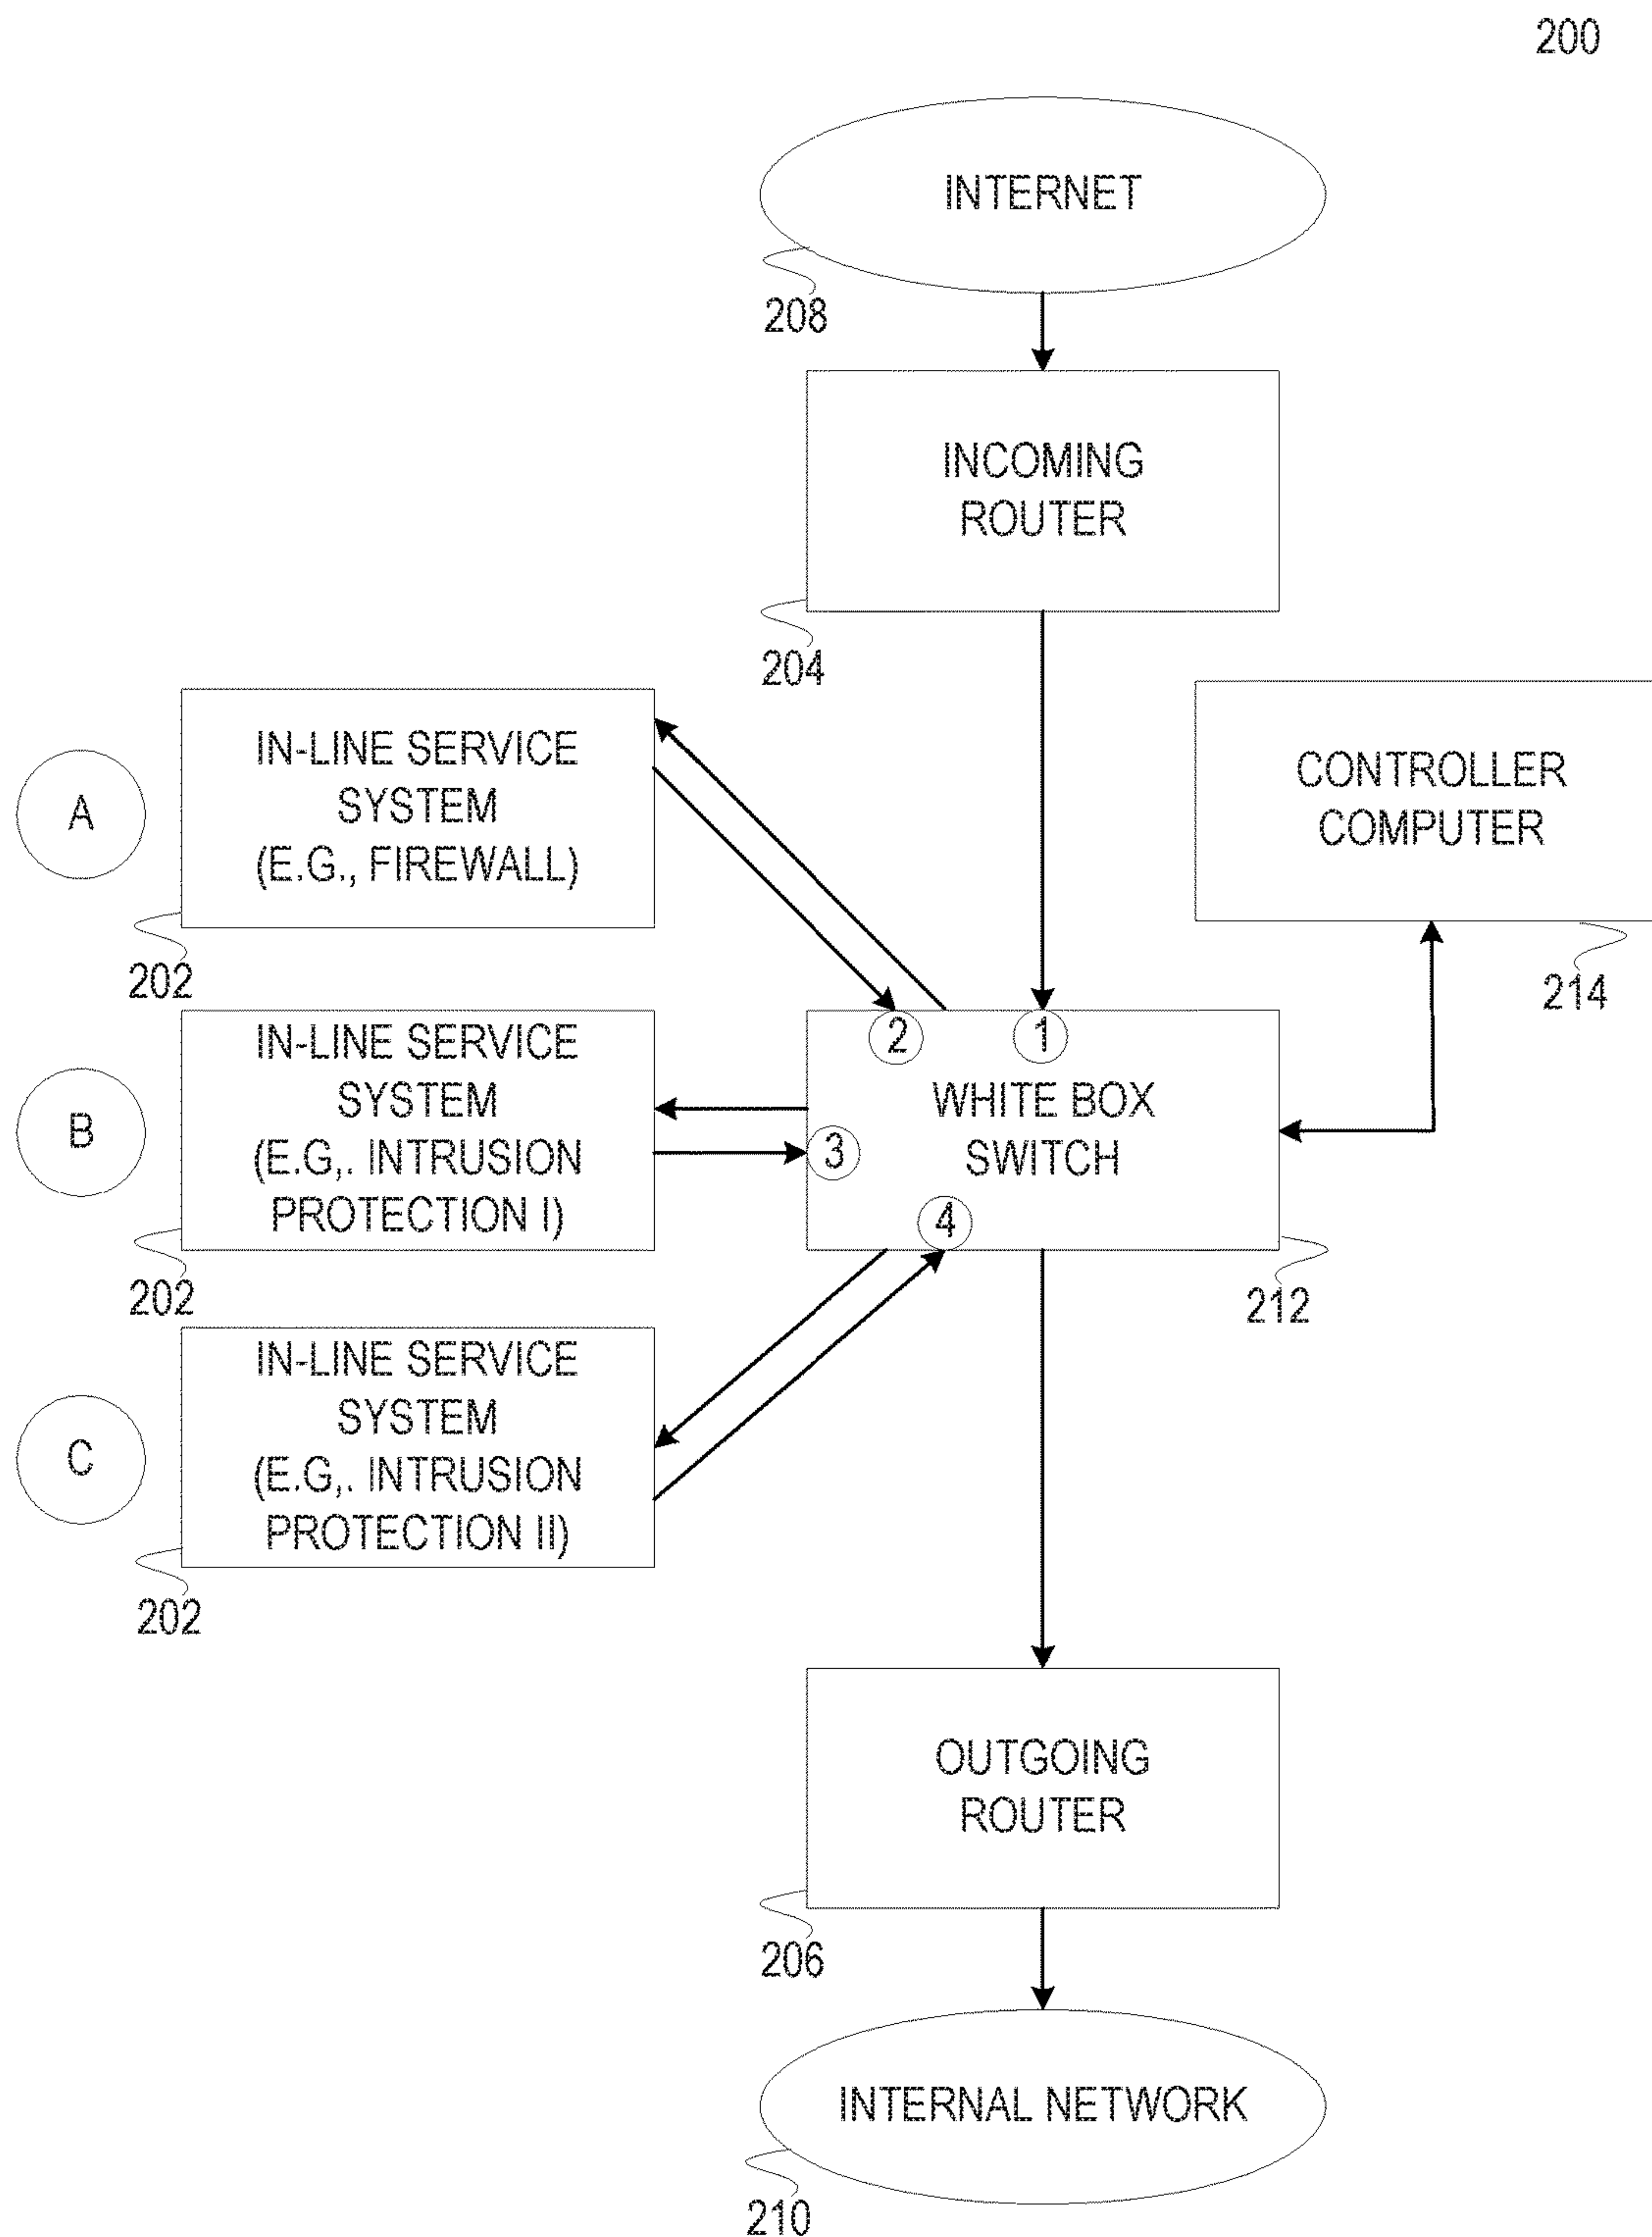 200
INTERNET
208
INCOMING
ROUTER
204
IN-LINE SERVICE
SYSTEM
(E.G., FIREWALL)
A
202
CONTROLLER
COMPUTER
214
IN-LINE SERVICE
SYSTEM
(E.G,. INTRUSION
PROTECTION I)
B
202
2
1
WHITE BOX
SWITCH
3
4
212
IN-LINE SERVICE
SYSTEM
(E.G,. INTRUSION
PROTECTION II)
C
202
OUTGOING
ROUTER
206
INTERNAL NETWORK
210